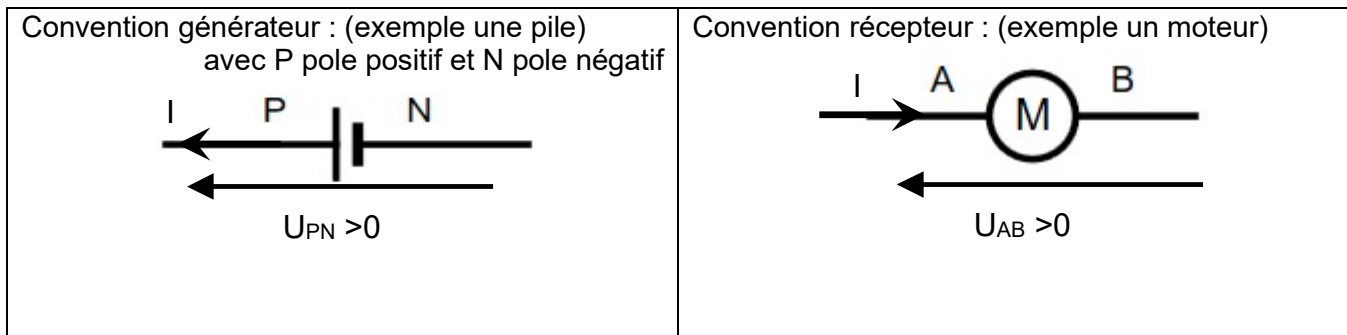 Convention générateur : (exemple une pile)
avec P pole positif et N pole négatif
I P N
UPN >0
Convention récepteur : (exemple un moteur)
I A B
M
UAB >0